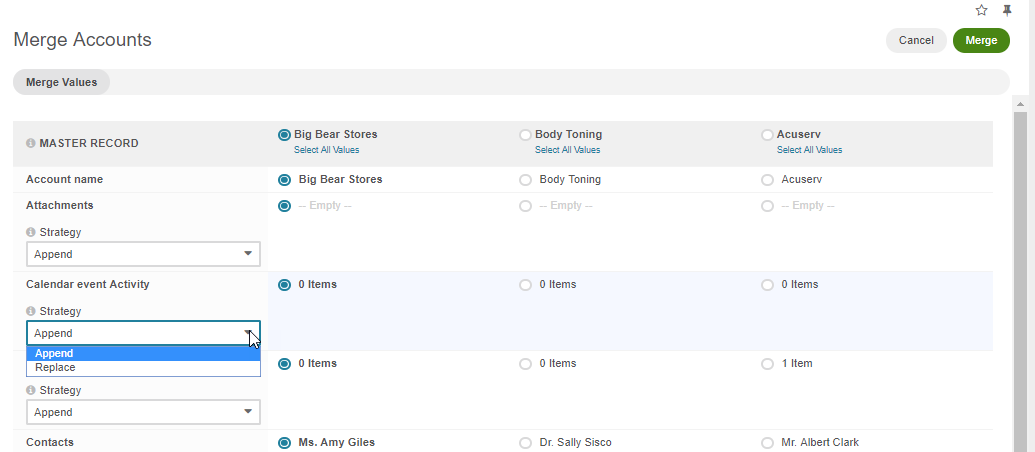 Merge Accounts
Cancel
Merge
Merge Values
MASTER RECORD
Big Bear Stores
Select All Values
Body Toning
Select All Values
Acuserv
Select All Values
Account name
Big Bear Stores
Body Toning
Acuserv
Attachments
-- Empty --
-- Empty --
-- Empty --
Strategy
Append
Calendar event Activity
0 Items
0 Items
0 Items
Strategy
Append
Append
Replace
0 Items
0 Items
1 Item
Strategy
Append
Contacts
Ms. Amy Giles
Dr. Sally Sisco
Mr. Albert Clark